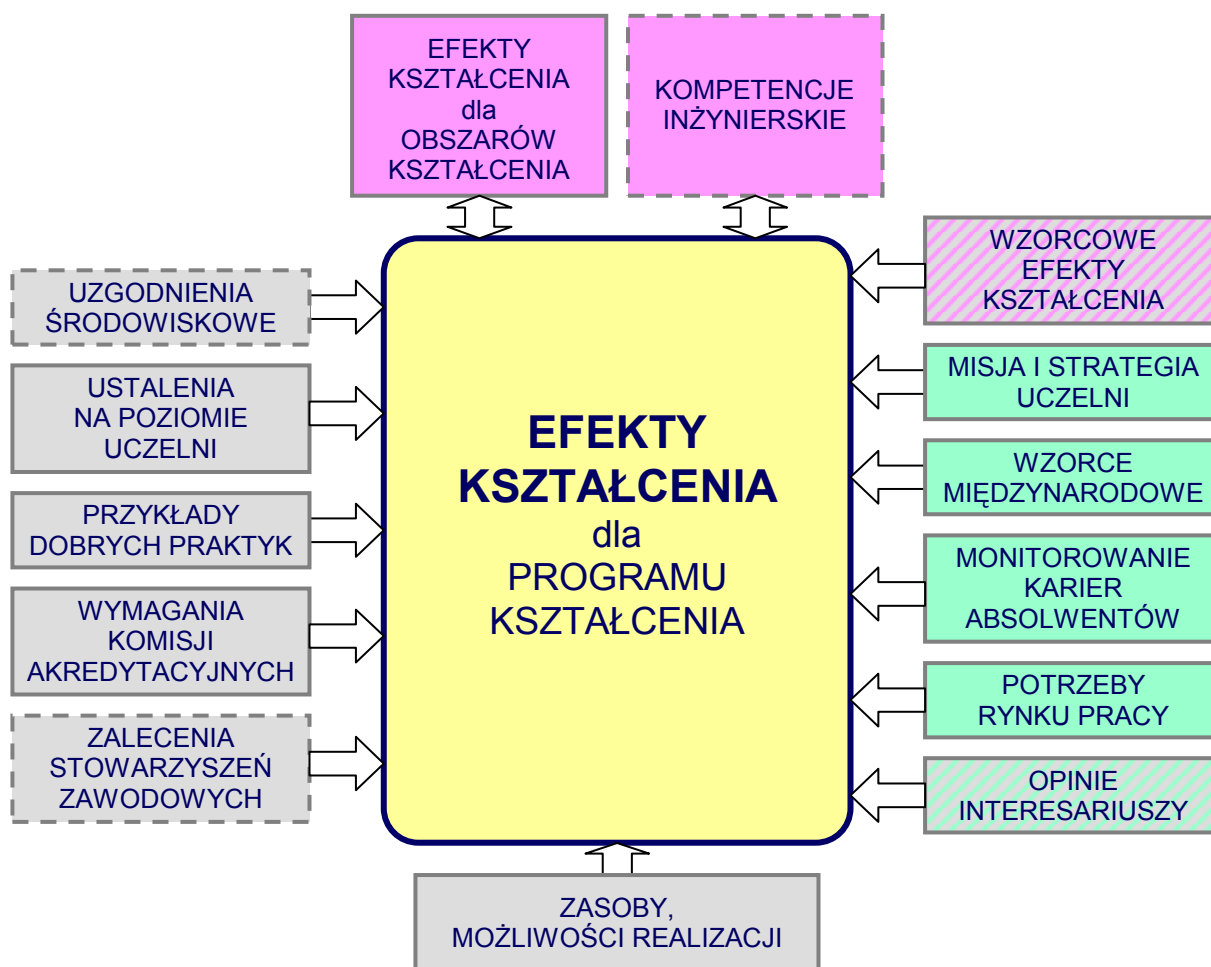 EFEKTY
KSZTAŁCENIA
dla
OBSZARÓW
KSZTAŁCENIA
KOMPETENCJE
INŻYNIERSKIE
UZGODNIENIA
ŚRODOWISKOWE
USTALENIA
NA POZIOMIE
UCZELNI
PRZYKŁADY
DOBRYCH PRAKTYK
WYMAGANIA
KOMISJI
AKREDYTACYJNYCH
ZALECENIA
STOWARZYSZEŃ
ZAWODOWYCH
EFEKTY
KSZTAŁCENIA
dla
PROGRAMU
KSZTAŁCENIA
WZORCOWE
EFEKTY
KSZTAŁCENIA
MISJA I STRATEGIA
UCZELNI
WZORCE
MIĘDZYNARODOWE
MONITOROWANIE
KARIER
ABSOLWENTÓW
POTRZEBY
RYNKU PRACY
OPINIE
INTERESARIUSZY
ZASOBY,
MOŻLIWOŚCI REALIZACJI